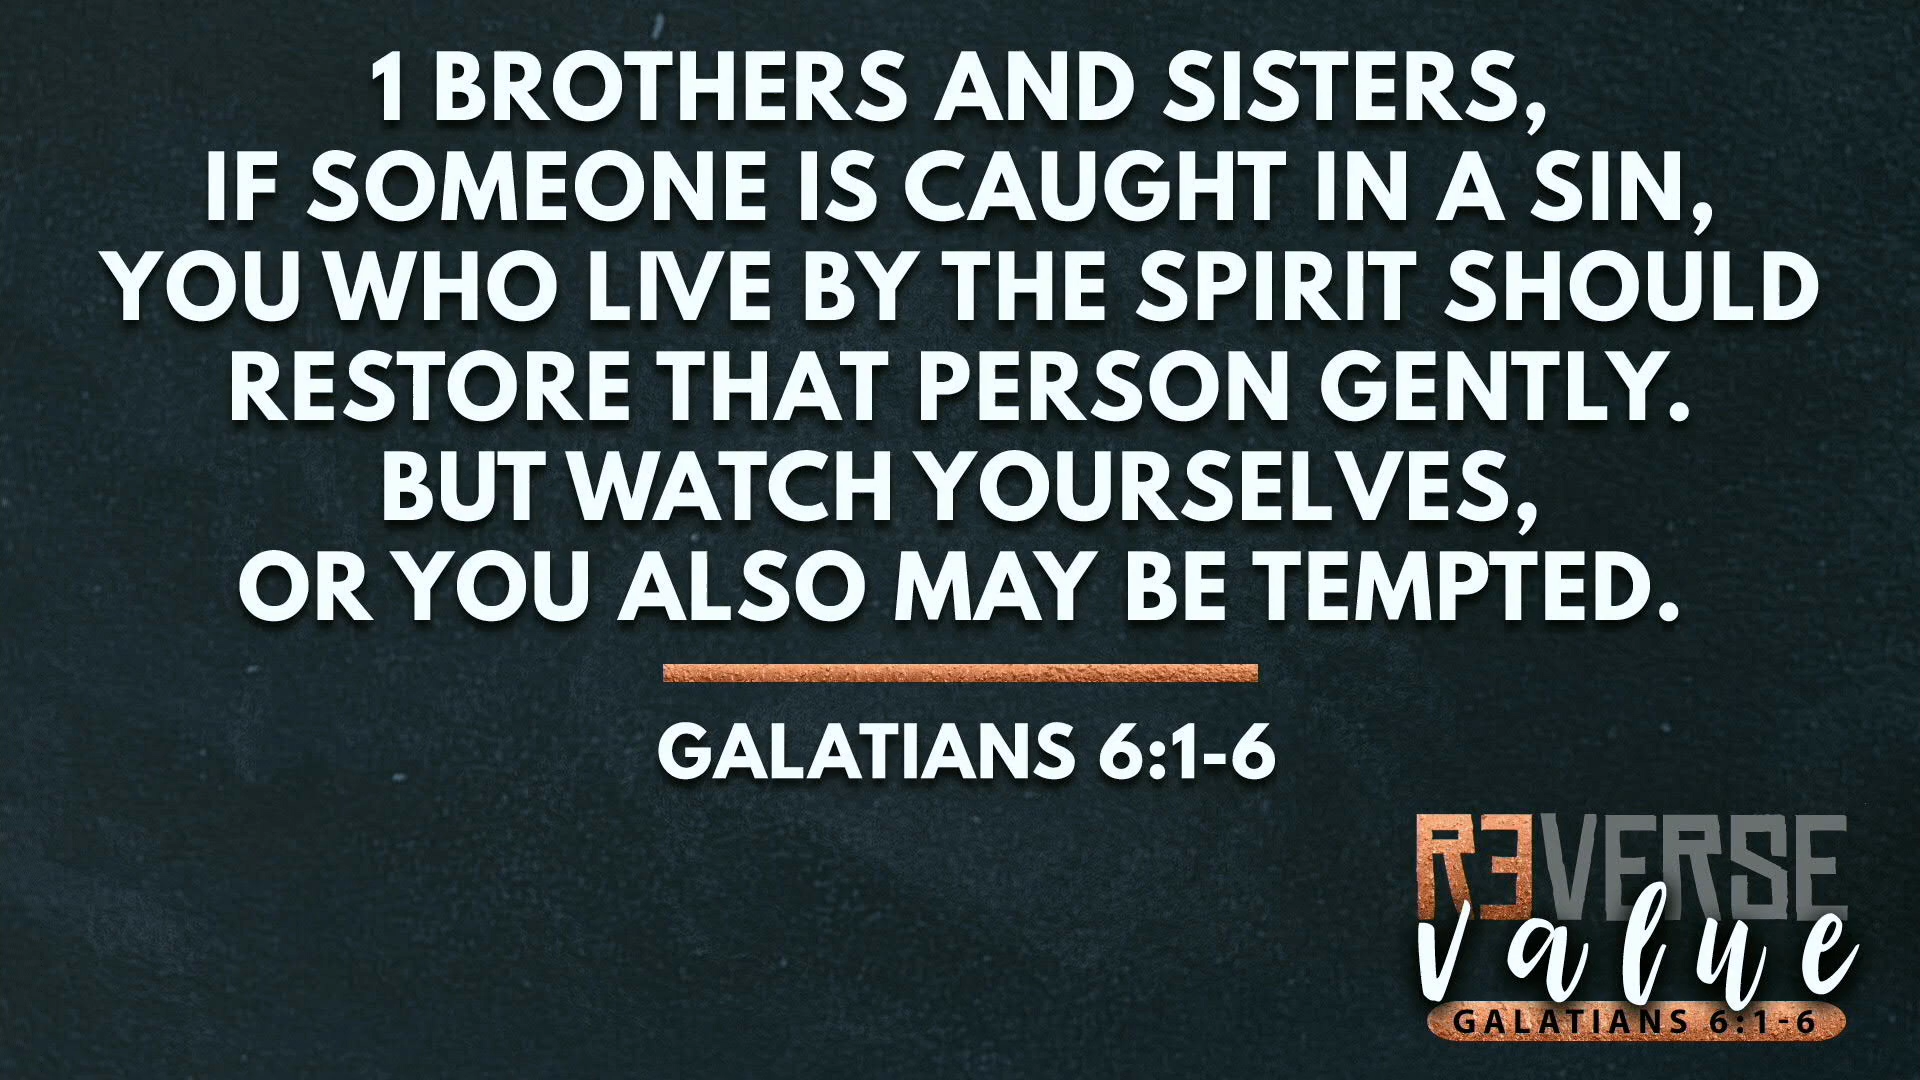 1 BROTHERS AND SISTERS,
IF SOMEONE IS CAUGHT IN A SIN,
YOU WHO LIVE BY THE SPIRIT SHOULD
RESTORE THAT PERSON GENTLY.
BUT WATCH YOURSELVES,
OR YOU ALSO MAY BE TEMPTED.
GALATIANS 6:1-6
REVERSE
value
GALATIANS 6:1-6